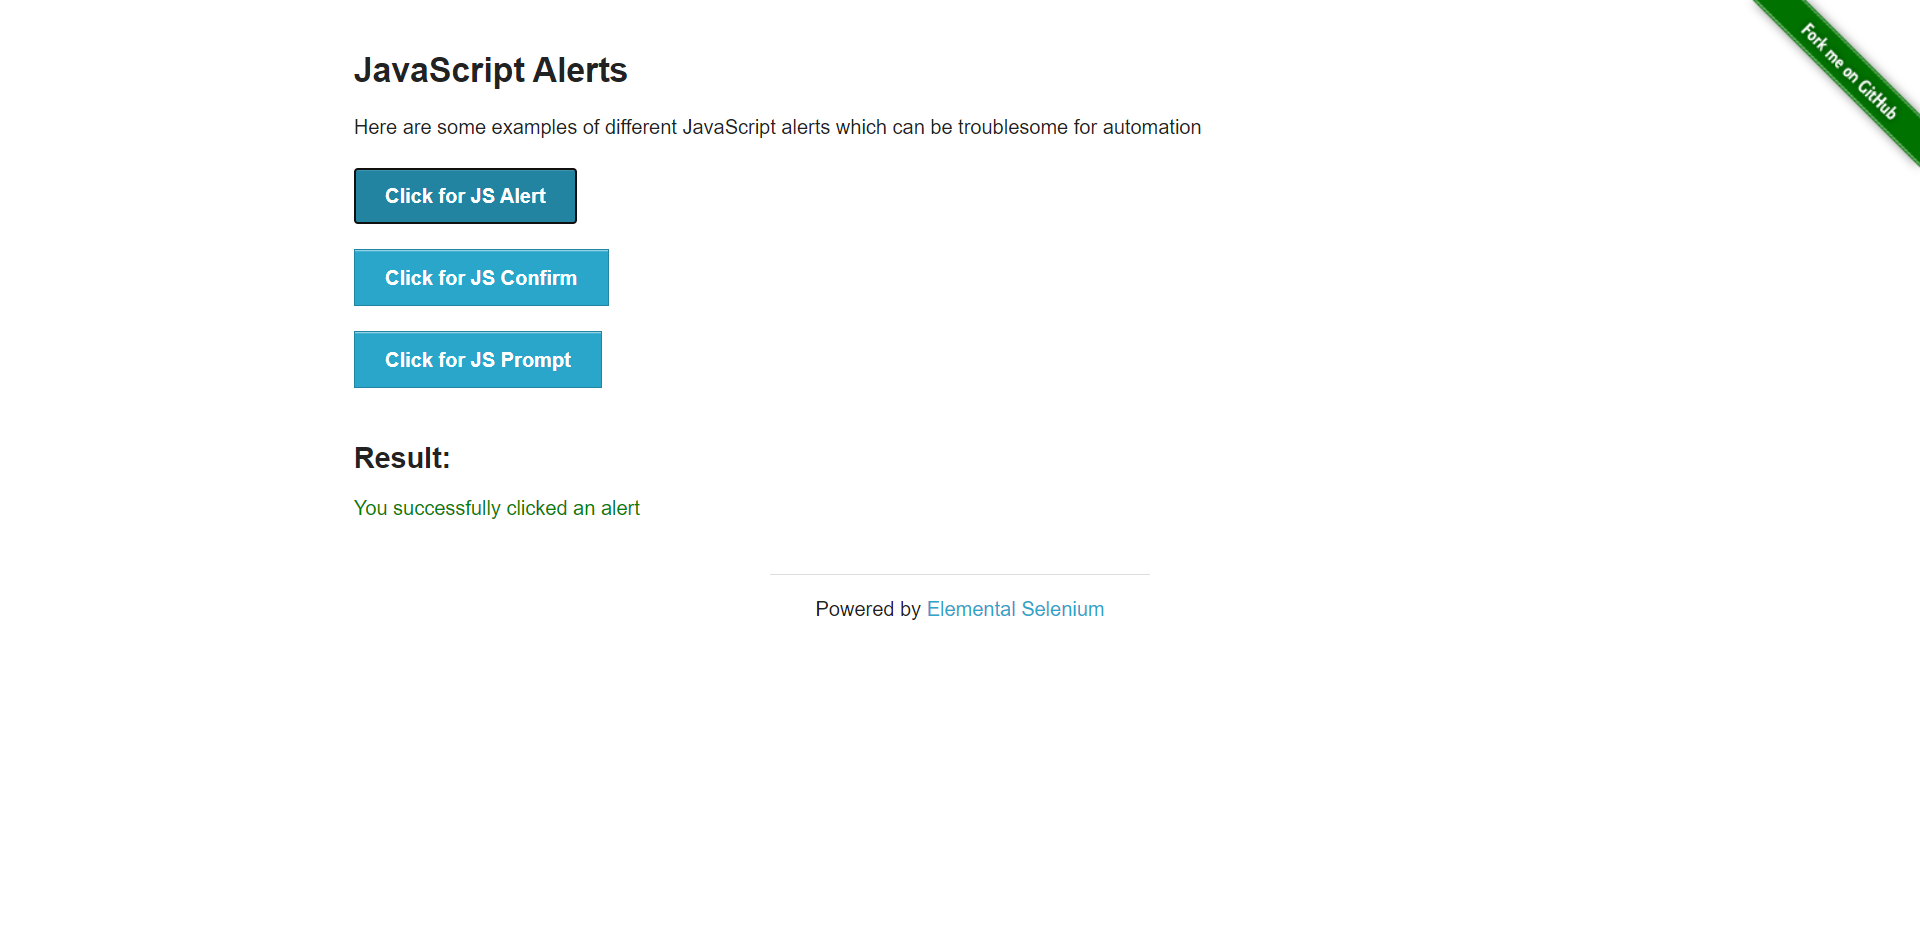 Fork me on GitHub
JavaScript Alerts
Here are some examples of different JavaScript alerts which can be troublesome for automation
Click for JS Alert
Click for JS Confirm
Click for JS Prompt
Result:
You successfully clicked an alert
Powered by Elemental Selenium